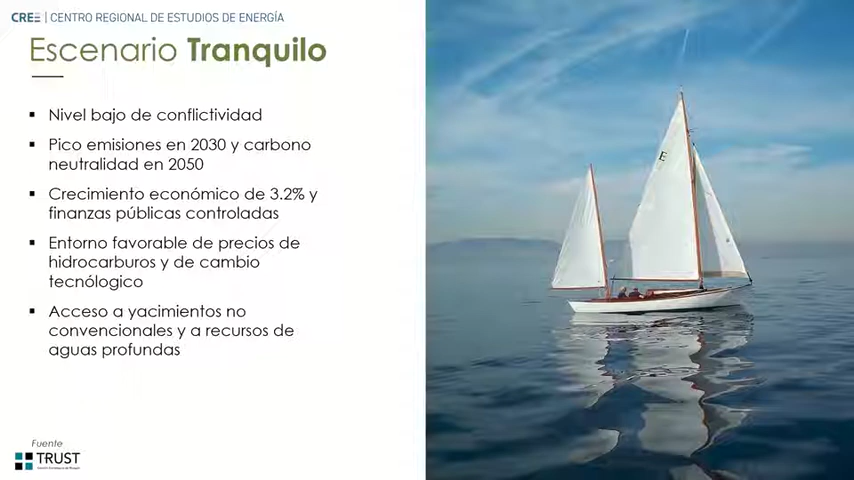 CREE | CENTRO REGIONAL DE ESTUDIOS DE ENERGÍA
Escenario Tranquilo
▪ Nivel bajo de conflictividad
▪ Pico emisiones en 2030 y carbono
neutralidad en 2050
▪ Crecimiento económico de 3.2% y
finanzas públicas controladas
▪ Entorno favorable de precios de
hidrocarburos y de cambio
tecnólogico
▪ Acceso a yacimientos no
convencionales y a recursos de
aguas profundas
E
Fuente
TRUST